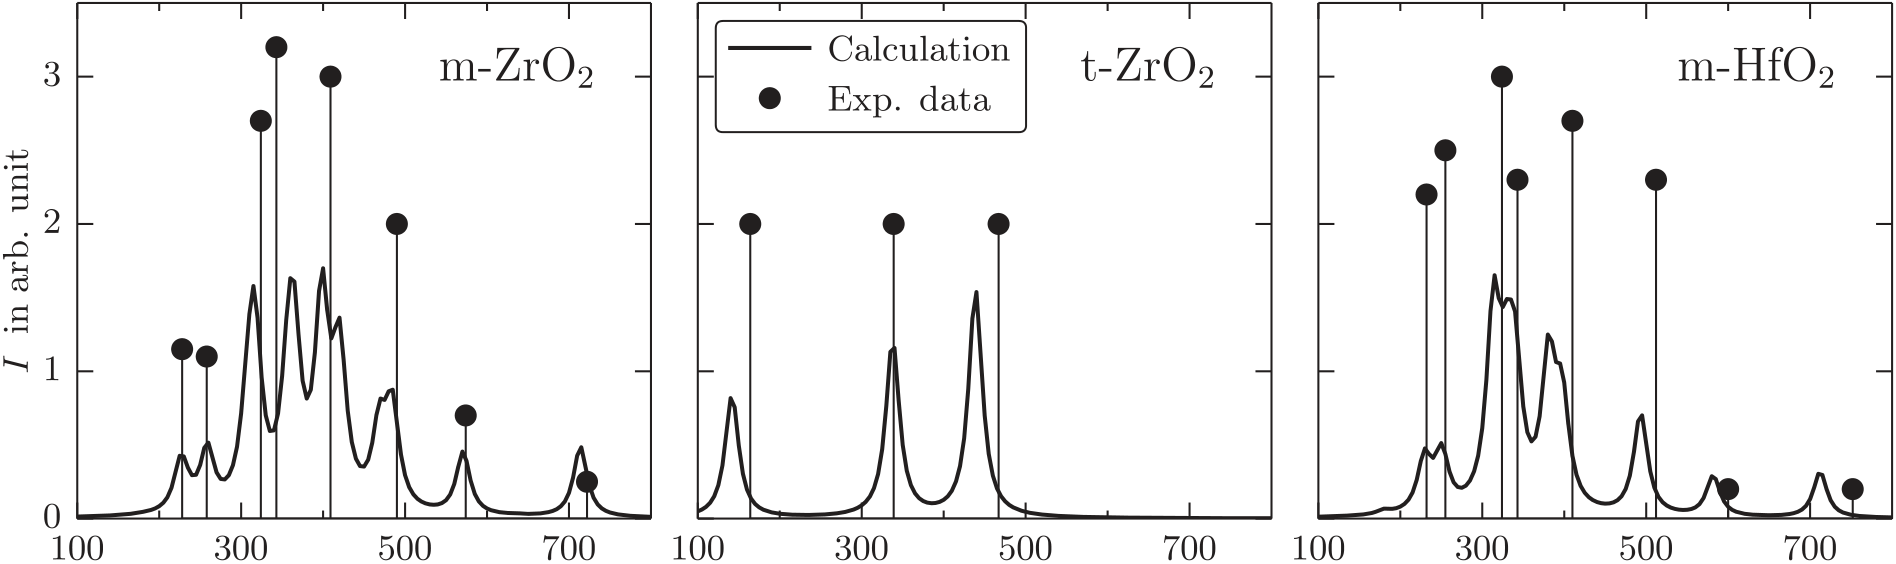 m-ZrO₂
Calculation
Exp. data
t-ZrO₂
m-HfO₂
I in arb. unit
3
2
1
0
100 300 500 700
100 300 500 700
100 300 500 700